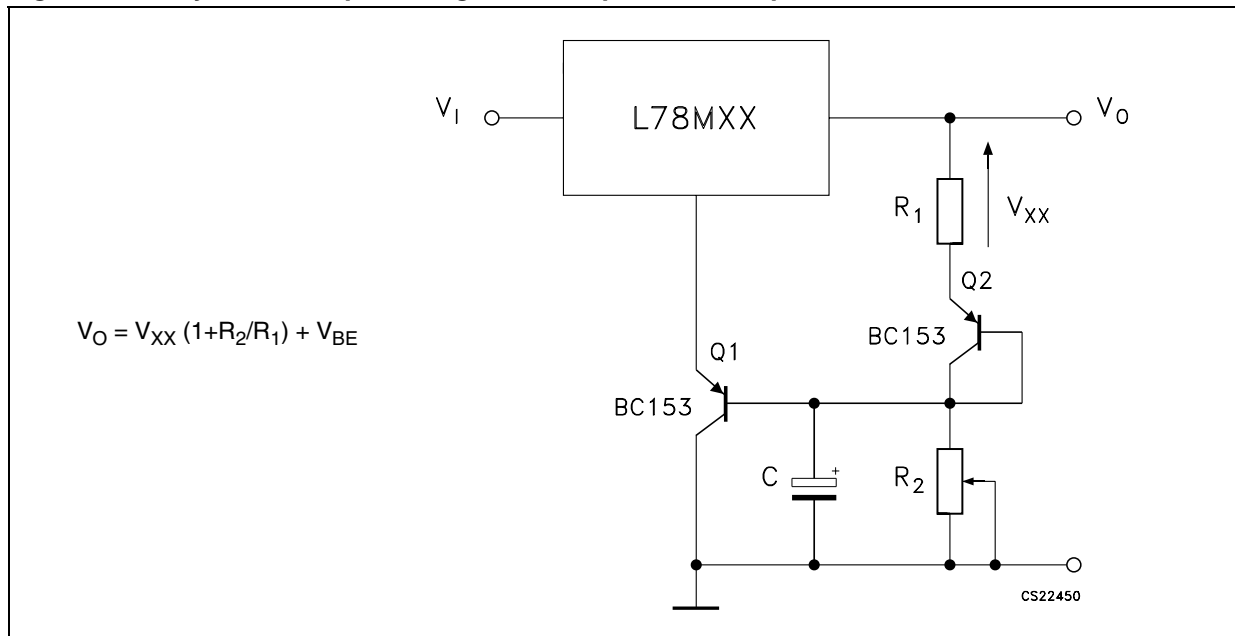 L78MXX
V_I
V_O
R_1
V_XX
Q2
BC153
V_O = V_XX (1+R_2/R_1) + V_BE
Q1
BC153
C
+
R_2
CS22450